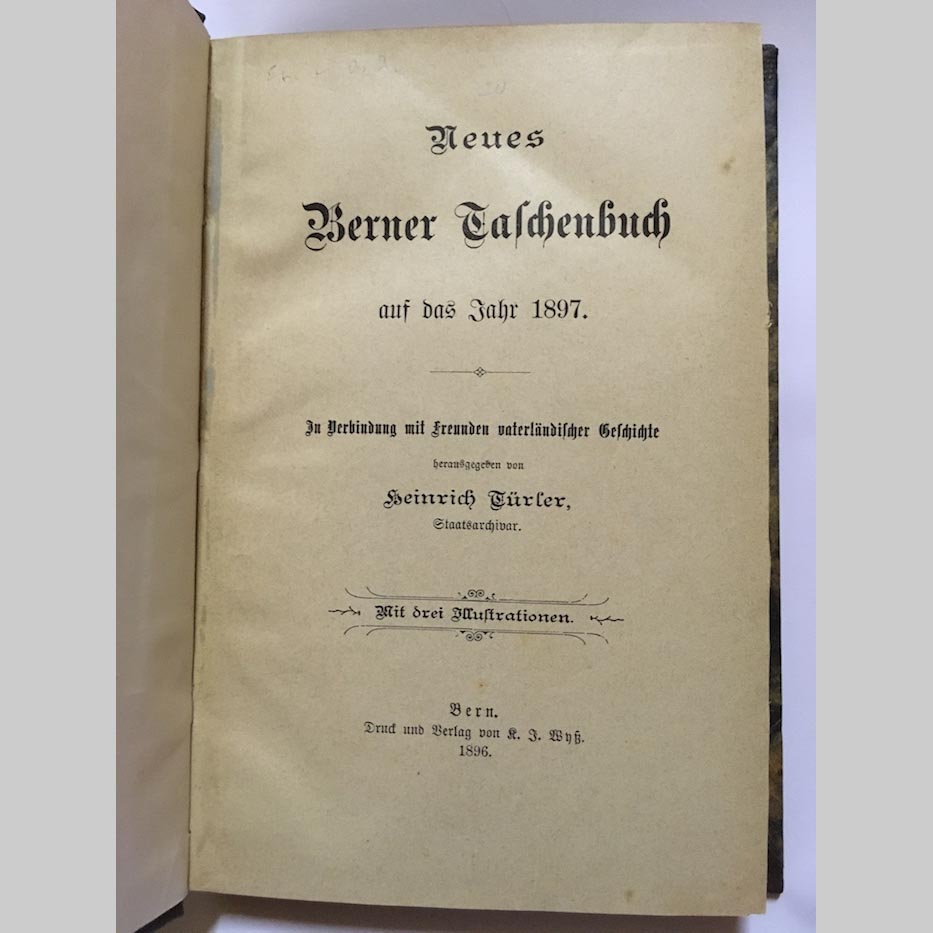 Neues
Berner Taſchenbuch
auf das Jahr 1897.
In Verbindung mit Freunden vaterländiſcher Geſchichte
herausgegeben von
Heinrich Türler,
Staatsarchivar.
Mit drei Illuſtrationen.
Bern.
Druck und Verlag von K. J. Wyß.
1896.